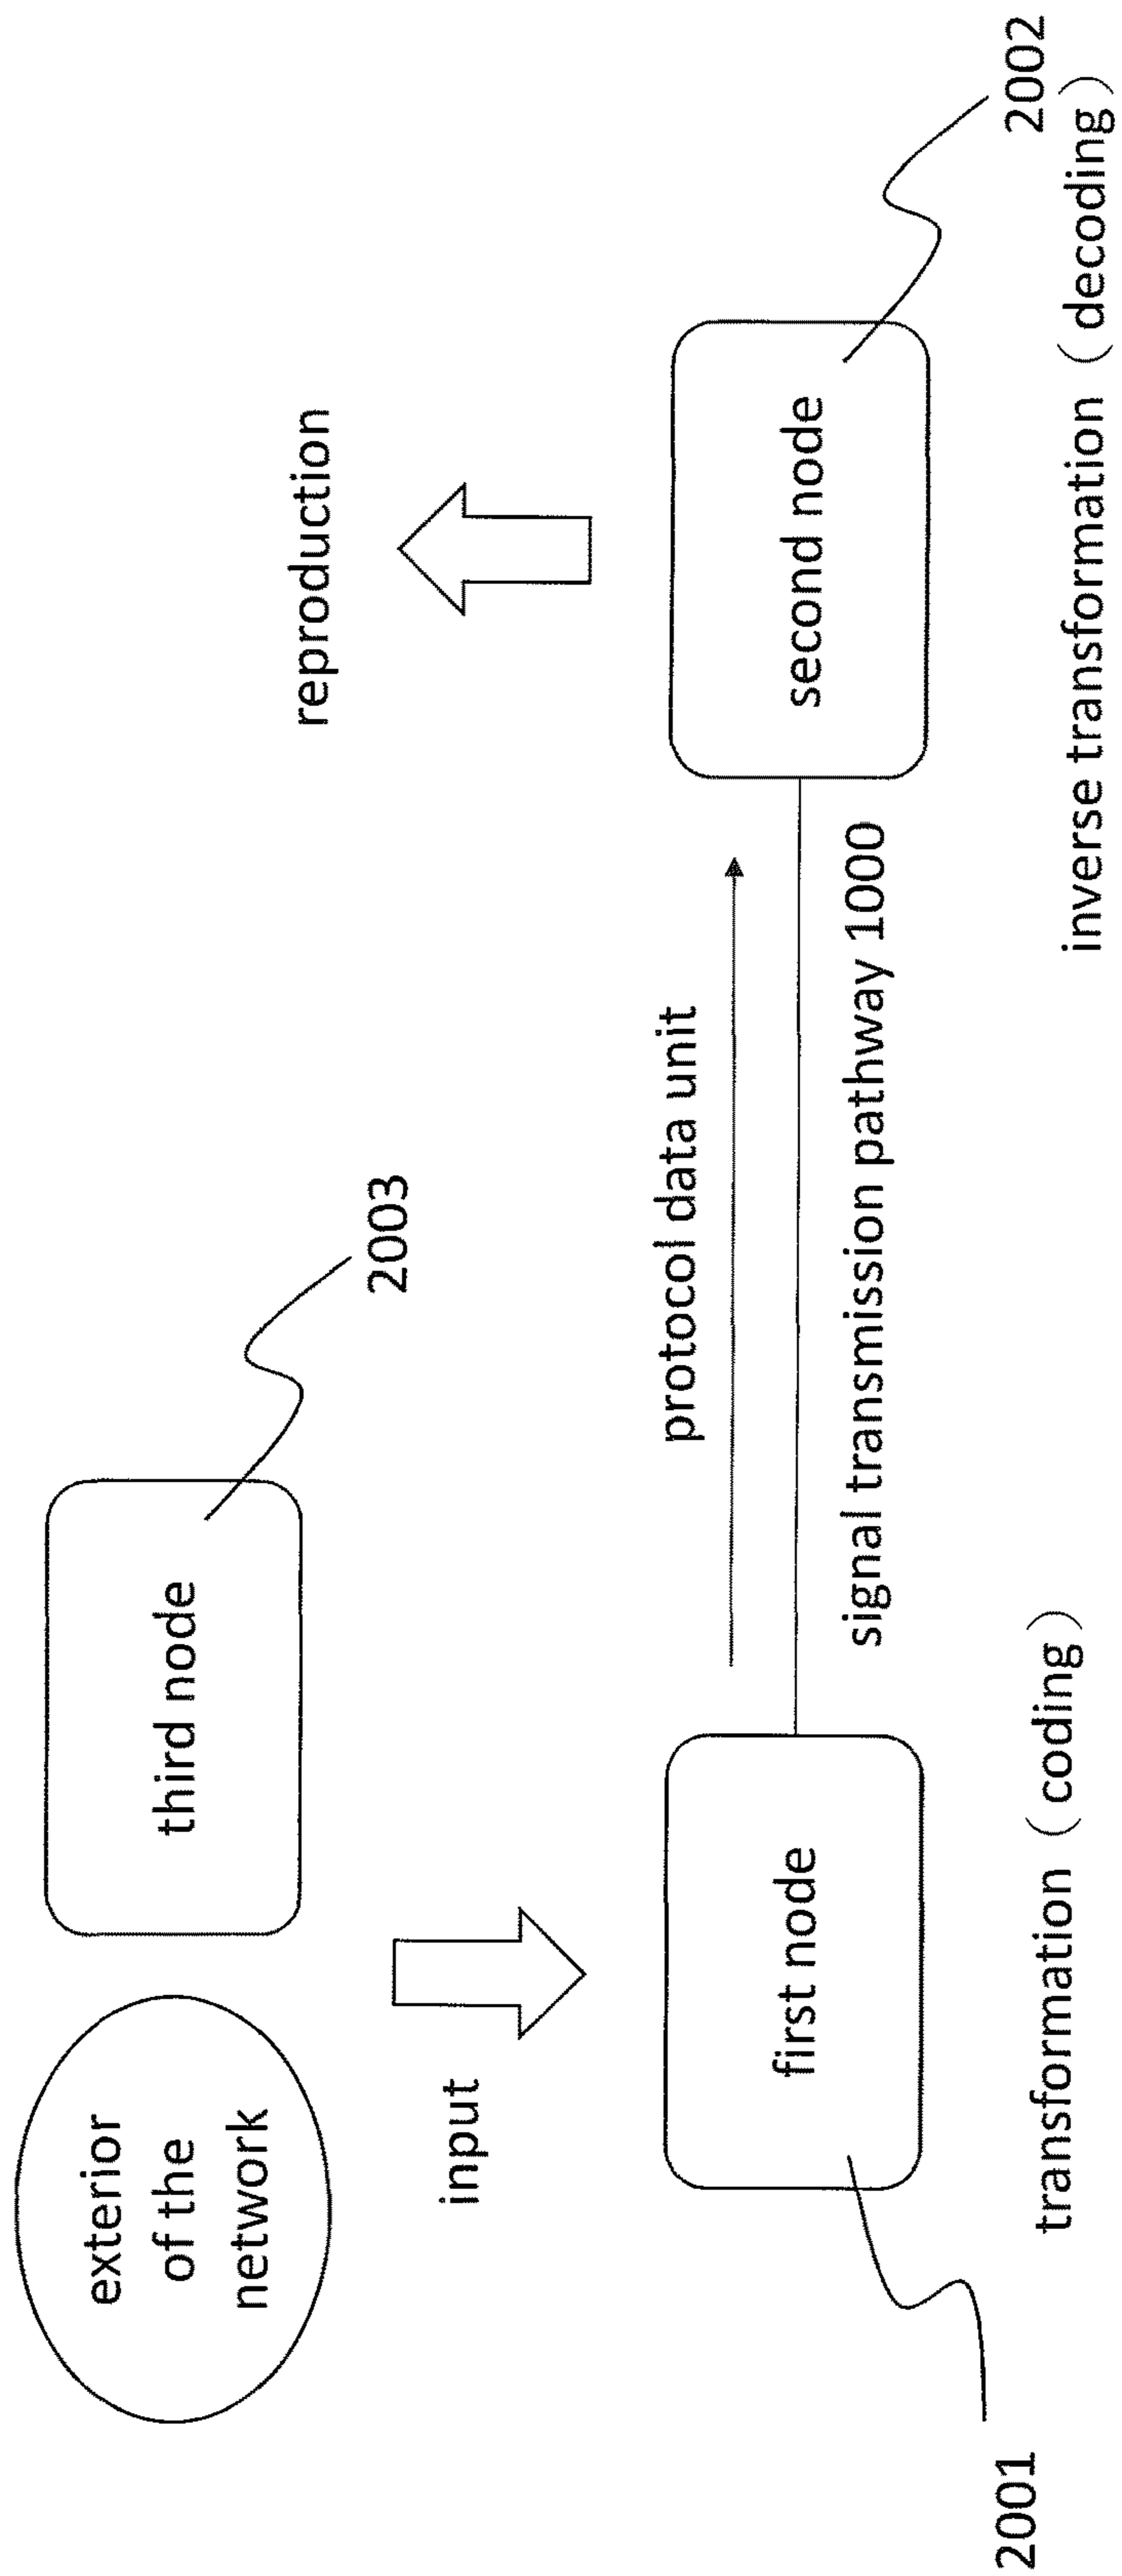 exterior
of the
network
third node
2003
input
reproduction
first node
2001
protocol data unit
signal transmission pathway 1000
second node
2002
transformation ( coding )
inverse transformation ( decoding )